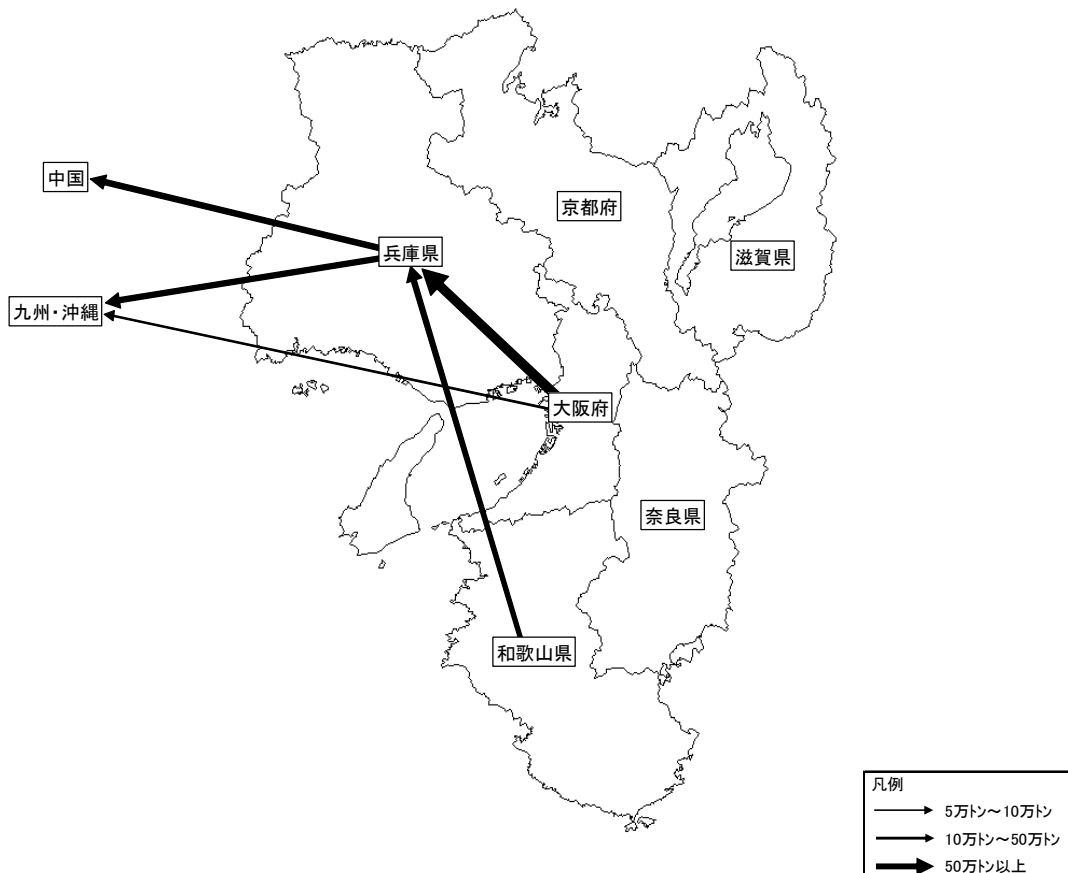 中国
京都府
兵庫県
滋賀県
九州・沖縄
大阪府
奈良県
和歌山県
凡例
5万トン～10万トン
10万トン～50万トン
50万トン以上